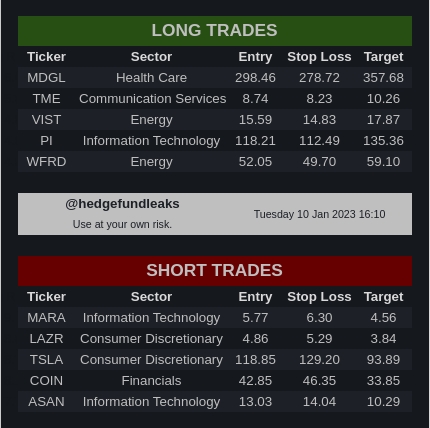 LONG TRADES
Ticker Sector Entry Stop Loss Target
MDGL Health Care 298.46 278.72 357.68
TME Communication Services 8.74 8.23 10.26
VIST Energy 15.59 14.83 17.87
PI Information Technology 118.21 112.49 135.36
WFRD Energy 52.05 49.70 59.10
@hedgefundleaks
Use at your own risk.
Tuesday 10 Jan 2023 16:10
SHORT TRADES
Ticker Sector Entry Stop Loss Target
MARA Information Technology 5.77 6.30 4.56
LAZR Consumer Discretionary 4.86 5.29 3.84
TSLA Consumer Discretionary 118.85 129.20 93.89
COIN Financials 42.85 46.35 33.85
ASAN Information Technology 13.03 14.04 10.29